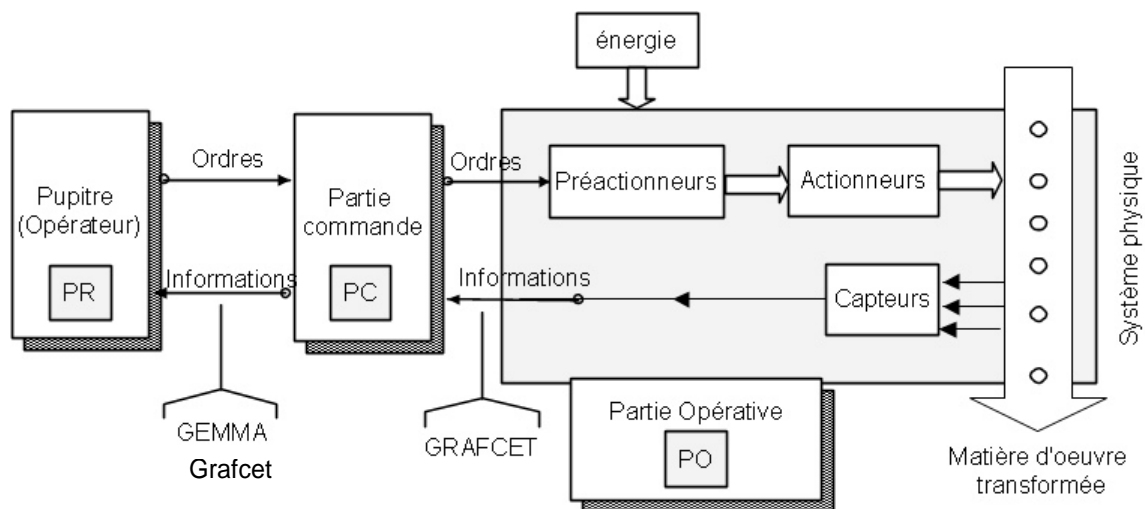 énergie
Pupitre
(Opérateur)
PR
Ordres
Informations
Partie
commande
PC
Ordres
Informations
Préactionneurs
Actionneurs
Capteurs
Système physique
GEMMA
Grafcet
GRAFCET
Partie Opérative
PO
Matière d'oeuvre
transformée